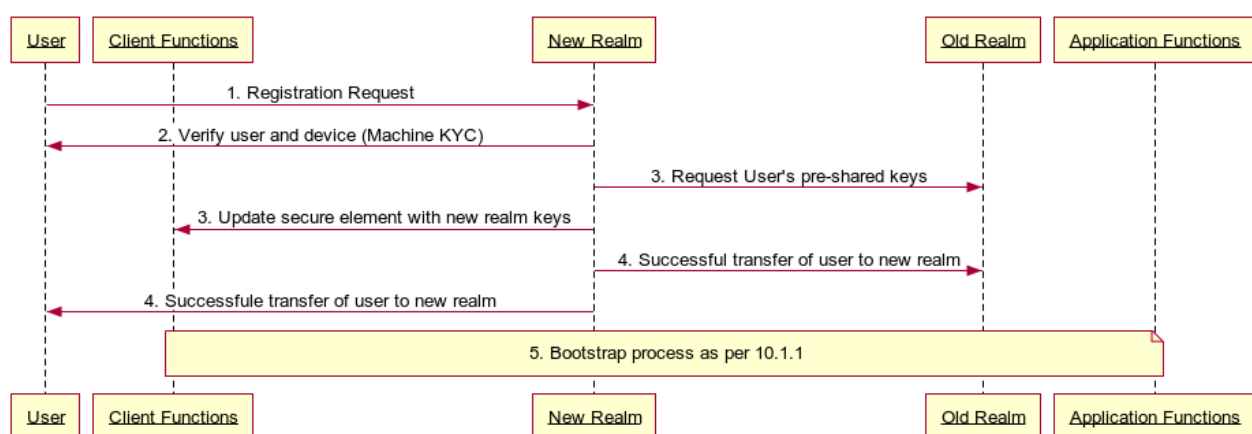 User
Client Functions
New Realm
Old Realm
Application Functions
1. Registration Request
2. Verify user and device (Machine KYC)
3. Request User's pre-shared keys
3. Update secure element with new realm keys
4. Successful transfer of user to new realm
4. Successfule transfer of user to new realm
5. Bootstrap process as per 10.1.1
User
Client Functions
New Realm
Old Realm
Application Functions